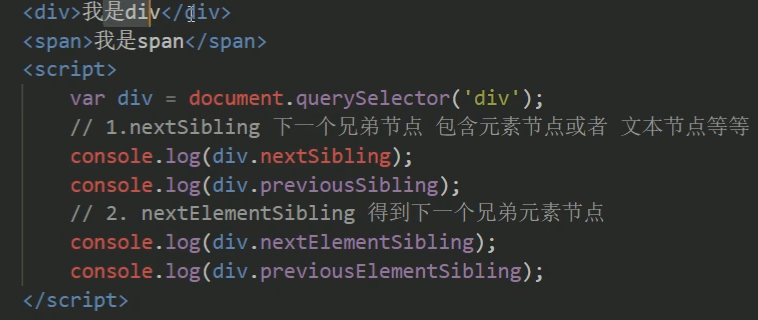 <div>我是div</div>
<span>我是span</span>
<script>
var div = document.querySelector('div');
// 1.nextSibling 下一个兄弟节点 包含元素节点或者 文本节点等等
console.log(div.nextSibling);
console.log(div.previousSibling);
// 2. nextElementSibling 得到下一个兄弟元素节点
console.log(div.nextElementSibling);
console.log(div.previousElementSibling);
</script>